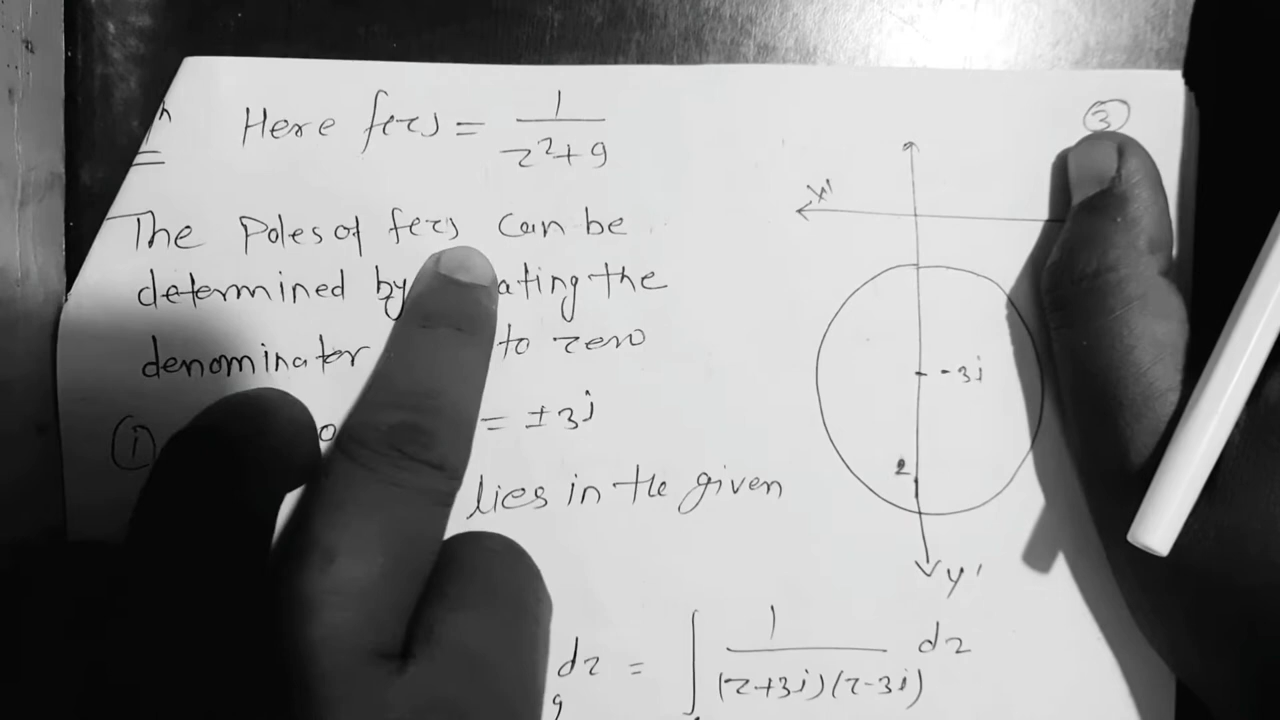 Here f(z) = 1/(z²+9)
The Poles of f(z) can be
determined by ating the
denominator to zero
(i) = ±3i
lies in the given
dz = ∫ 1/((z+3i)(z-3i)) dz
9
③
X'
-3i
2
Y'